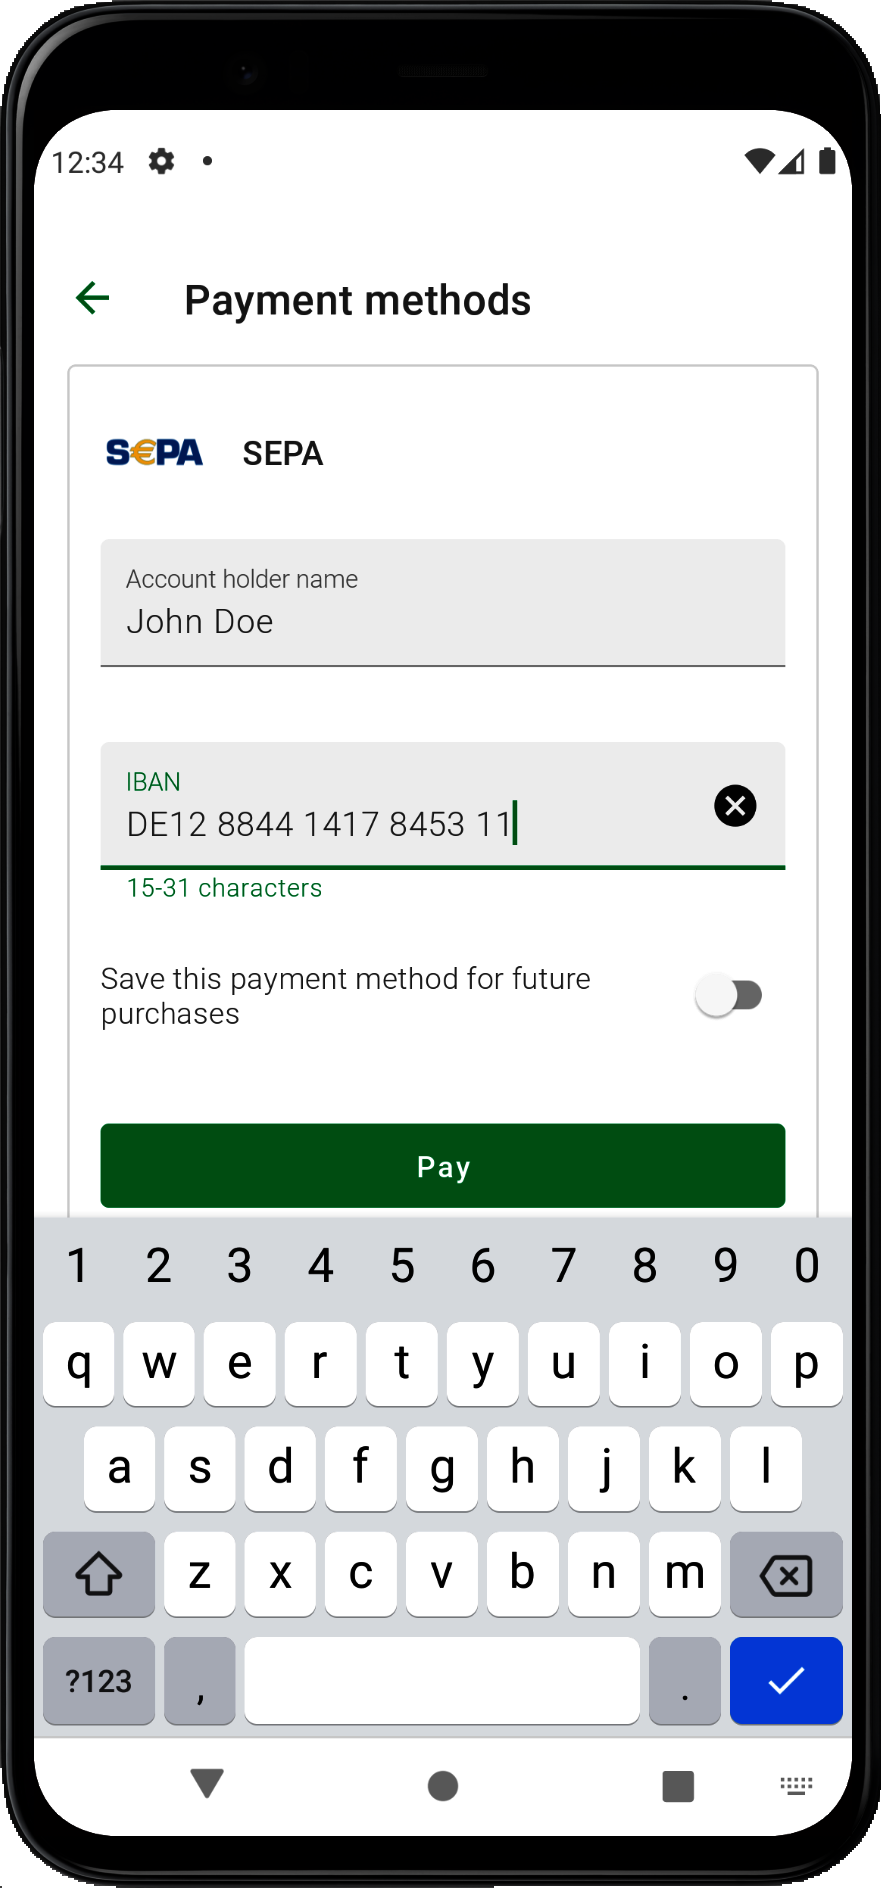 12:34
Payment methods
S€PA SEPA
Account holder name
John Doe
IBAN
DE12 8844 1417 8453 11
15-31 characters
Save this payment method for future
purchases
Pay
1 2 3 4 5 6 7 8 9 0
q w e r t y u i o p
a s d f g h j k l
z x c v b n m
?123 , .